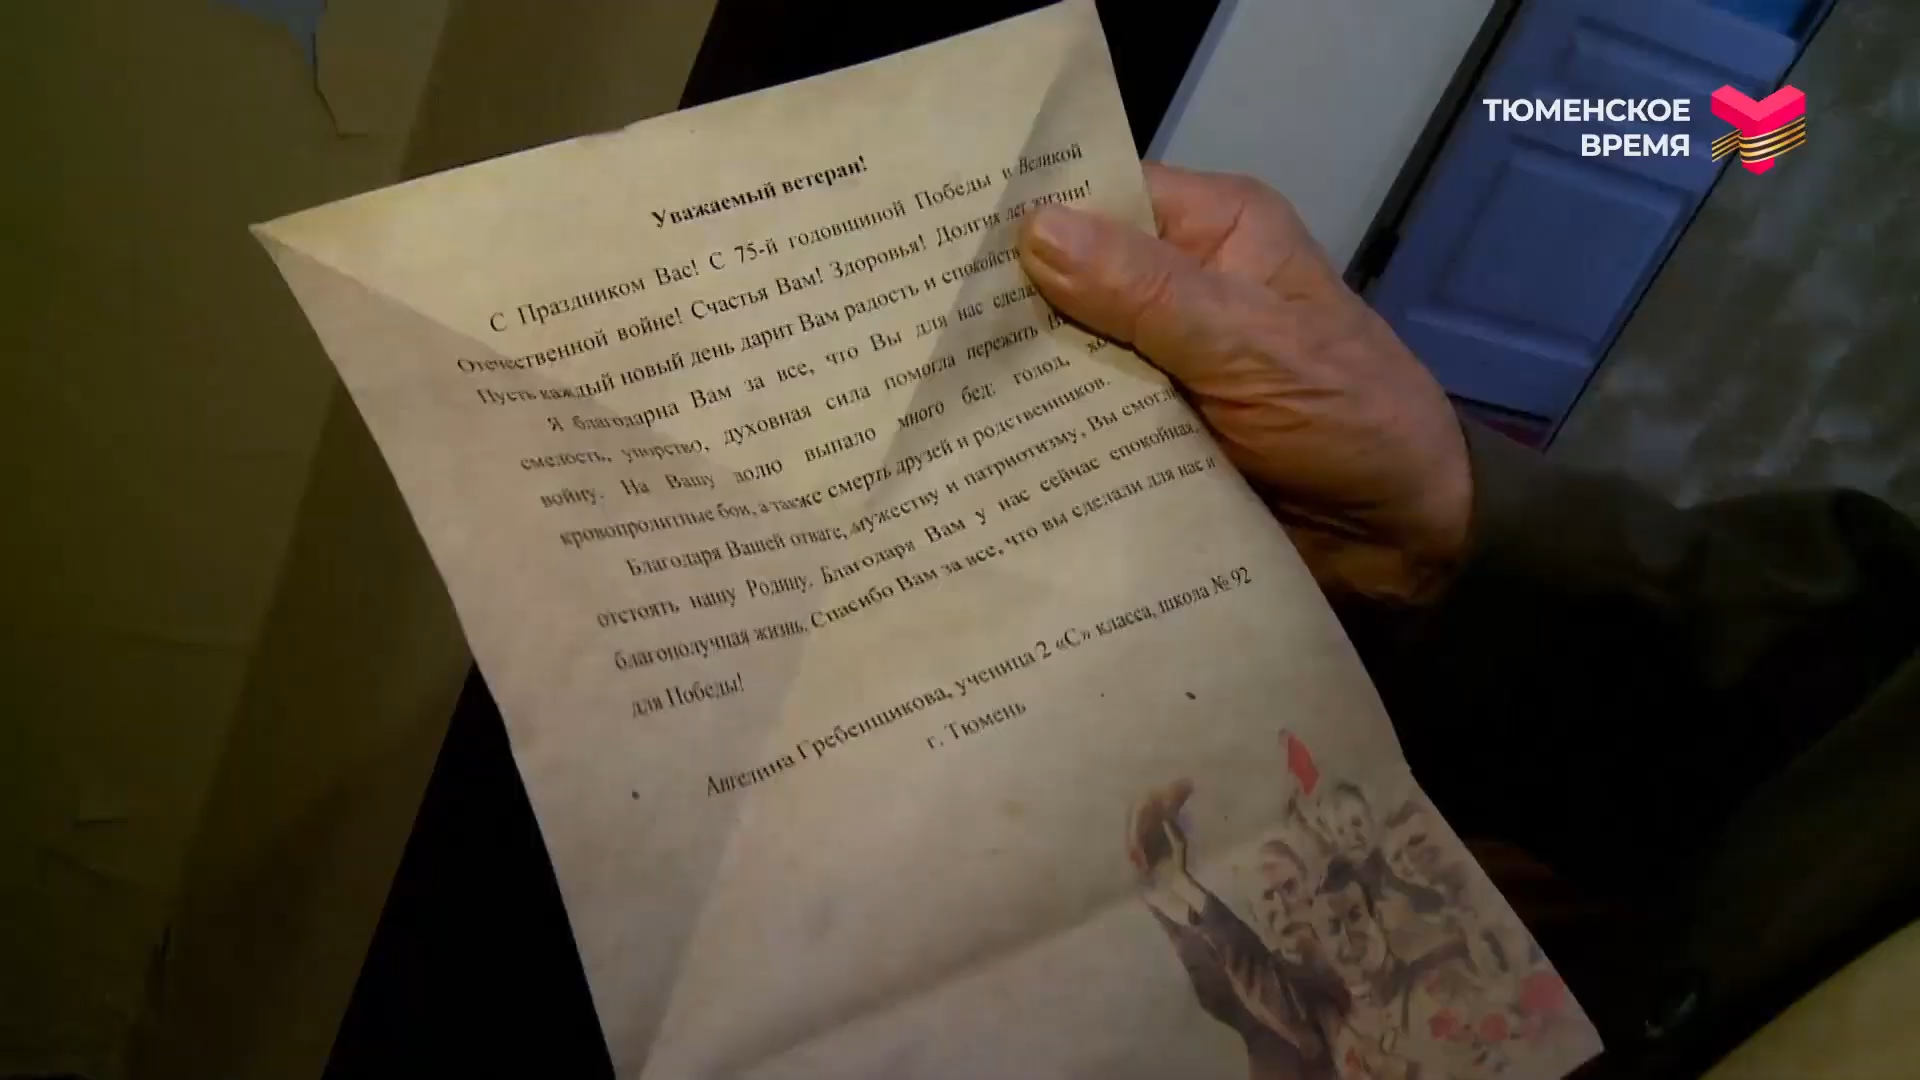 ТЮМЕНСКОЕ
ВРЕМЯ
Уважаемый ветеран!
С Праздником Вас! С 75-й годовщиной Победы в Великой
Отечественной войне! Счастья Вам! Здоровья! Долгих лет жизни!
Пусть каждый новый день дарит Вам радость и
Я благодарна Вам за все, что Вы для нас
смелость, упорство, духовная сила помогла пережить
войну. На Вашу долю выпало много бед: голод,
кровопролитные бои, а также смерть друзей и родственников.
Благодаря Вашей отваге, мужеству и патриотизму, Вы
отстоять нашу Родину. Благодаря Вам у нас сейчас спокойная,
благополучная жизнь. Спасибо Вам за все, что вы сделали для нас и
для Победы!
Ангелина Гребенщикова, ученица 2 «С» класса, школа № 92
г. Тюмень